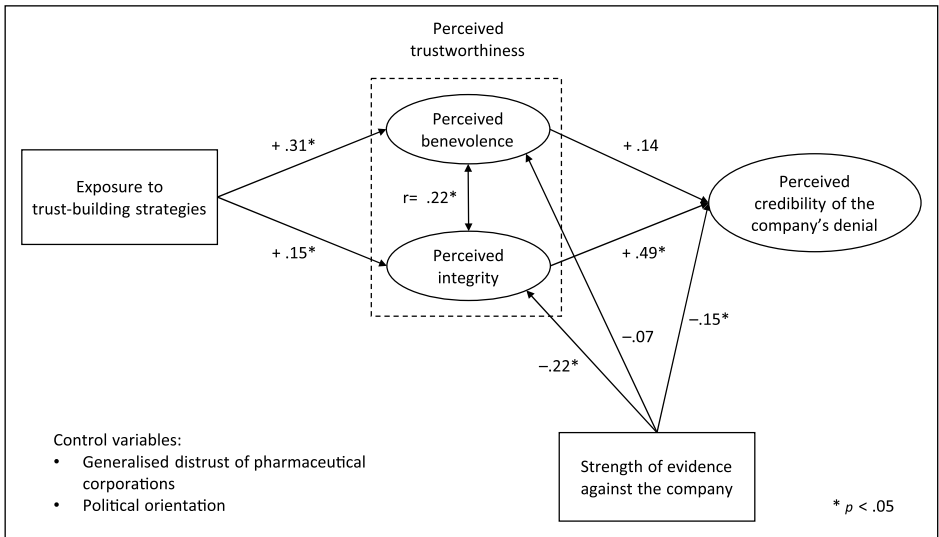 Perceived
trustworthiness
Perceived
benevolence
+ .31*
+ .14
Exposure to
trust-building strategies
r= .22*
Perceived
credibility of the
company’s denial
+ .15*
Perceived
integrity
+ .49*
–.15*
–.07
–.22*
Control variables:
• Generalised distrust of pharmaceutical
corporations
• Political orientation
Strength of evidence
against the company
* p < .05